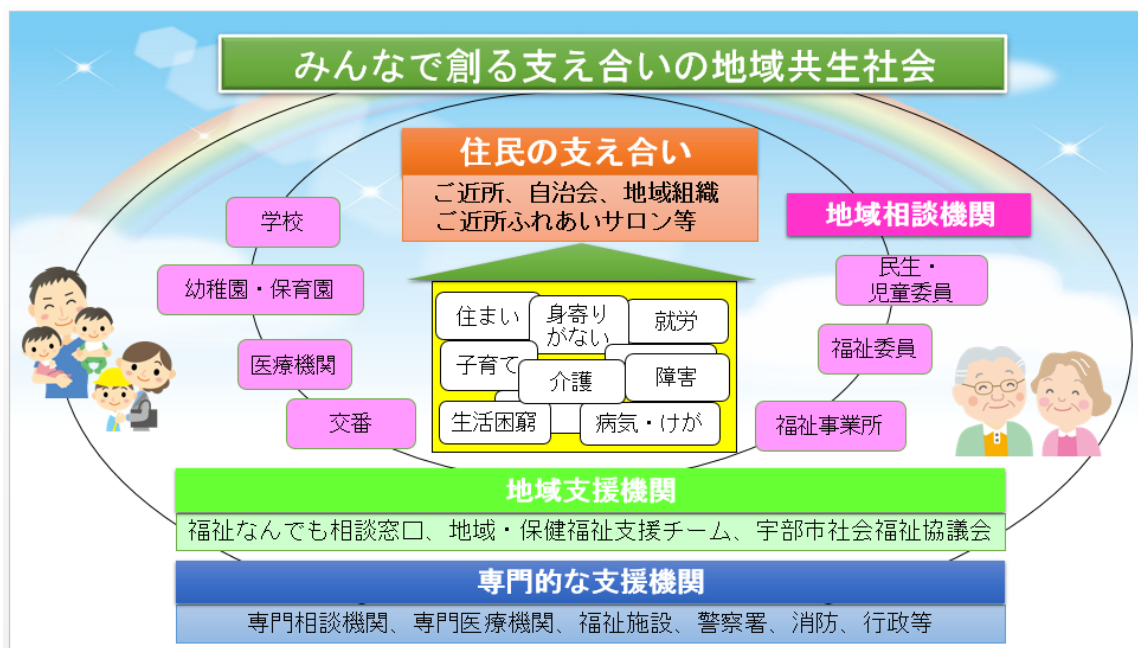 みんなで創る支え合いの地域共生社会
住民の支え合い
ご近所、自治会、地域組織
ご近所ふれあいサロン等
学校
幼稚園・保育園
医療機関
交番
地域相談機関
民生・
児童委員
福祉委員
福祉事業所
住まい
身寄り
がない
就労
子育て
介護
障害
生活困窮
病気・けが
地域支援機関
福祉なんでも相談窓口、地域・保健福祉支援チーム、宇部市社会福祉協議会
専門的な支援機関
専門相談機関、専門医療機関、福祉施設、警察署、消防、行政等